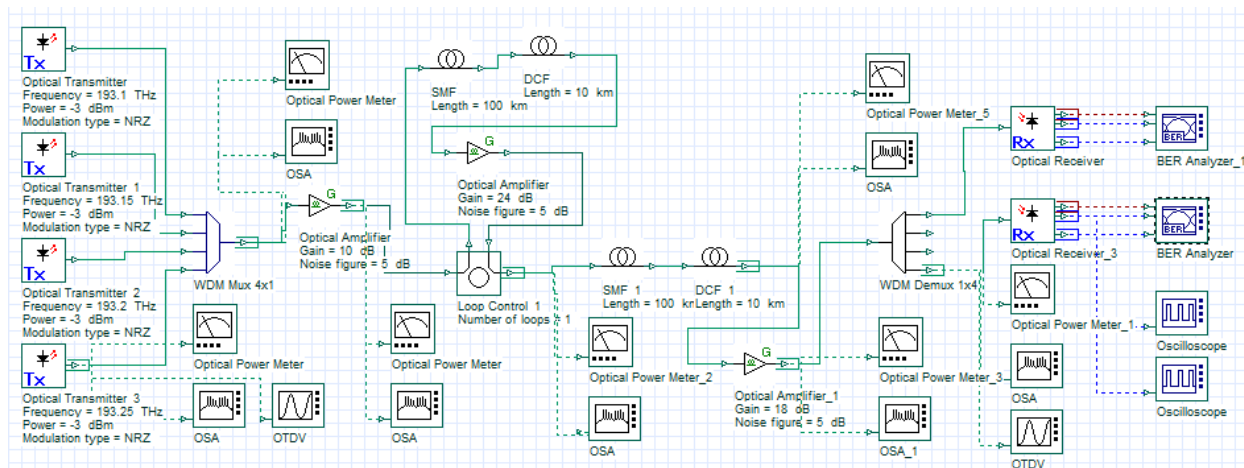 Tx
Optical Transmitter
Frequency = 193.1 THz
Power = -3 dBm
Modulation type = NRZ
Tx
Optical Transmitter 1
Frequency = 193.15 THz
Power = -3 dBm
Modulation type = NRZ
Tx
Optical Transmitter 2
Frequency = 193.2 THz
Power = -3 dBm
Modulation type = NRZ
Tx
Optical Transmitter 3
Frequency = 193.25 THz
Power = -3 dBm
Modulation type = NRZ
WDM Mux 4x1
Optical Power Meter
OSA
OTDV
Optical Power Meter
OSA
G
Optical Amplifier
Gain = 10 dB
Noise figure = 5 dB
Optical Power Meter
OSA
SMF
Length = 100 km
DCF
Length = 10 km
G
Optical Amplifier
Gain = 24 dB
Noise figure = 5 dB
Loop Control 1
Number of loops = 1
Optical Power Meter_2
OSA
SMF 1
Length = 100 km
DCF 1
Length = 10 km
Optical Power Meter_5
OSA
G
Optical Amplifier_1
Gain = 18 dB
Noise figure = 5 dB
Optical Power Meter_3
OSA_1
WDM Demux 1x4
Rx
Optical Receiver
BER
BER Analyzer_1
Rx
Optical Receiver_3
BER
BER Analyzer
Optical Power Meter_1
OSA
OTDV
Oscilloscope
Oscilloscope